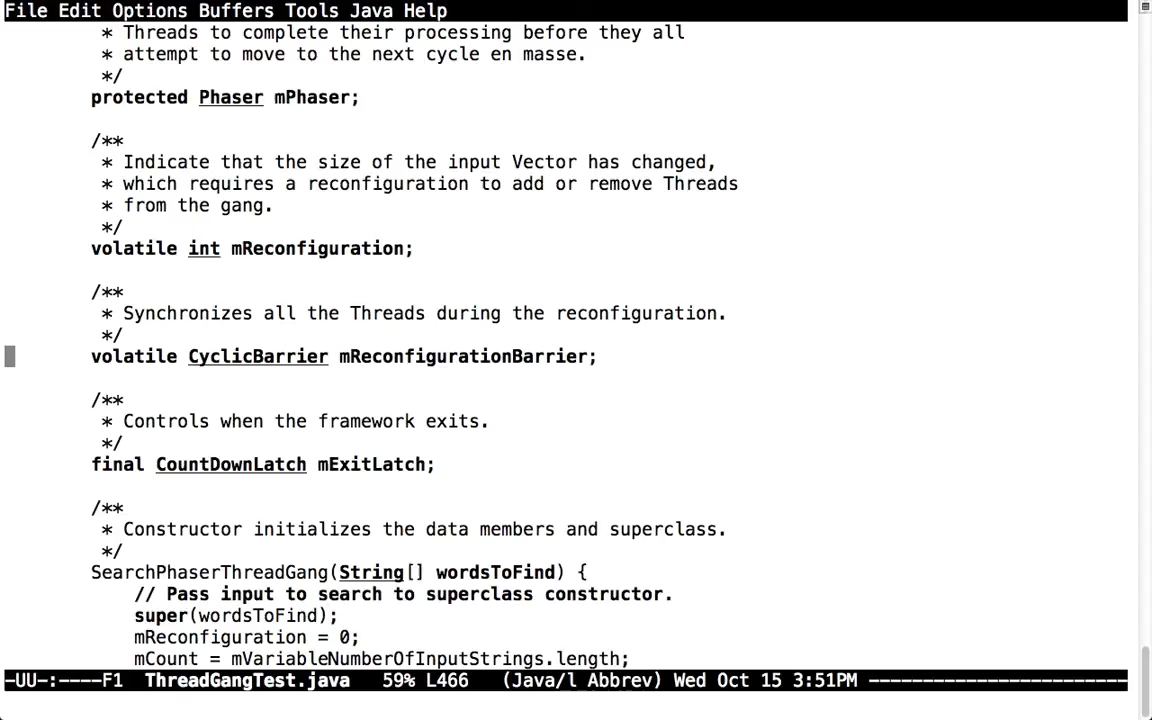 File Edit Options Buffers Tools Java Help
* Threads to complete their processing before they all
* attempt to move to the next cycle en masse.
*/
protected Phaser mPhaser;
/**
* Indicate that the size of the input Vector has changed,
* which requires a reconfiguration to add or remove Threads
* from the gang.
*/
volatile int mReconfiguration;
/**
* Synchronizes all the Threads during the reconfiguration.
*/
volatile CyclicBarrier mReconfigurationBarrier;
/**
* Controls when the framework exits.
*/
final CountDownLatch mExitLatch;
/**
* Constructor initializes the data members and superclass.
*/
SearchPhaserThreadGang(String[] wordsToFind) {
// Pass input to search to superclass constructor.
super(wordsToFind);
mReconfiguration = 0;
mCount = mVariableNumberOfInputStrings.length;
-UU-:----F1  ThreadGangTest.java   59% L466   (Java/l Abbrev) Wed Oct 15 3:51PM ------------------------